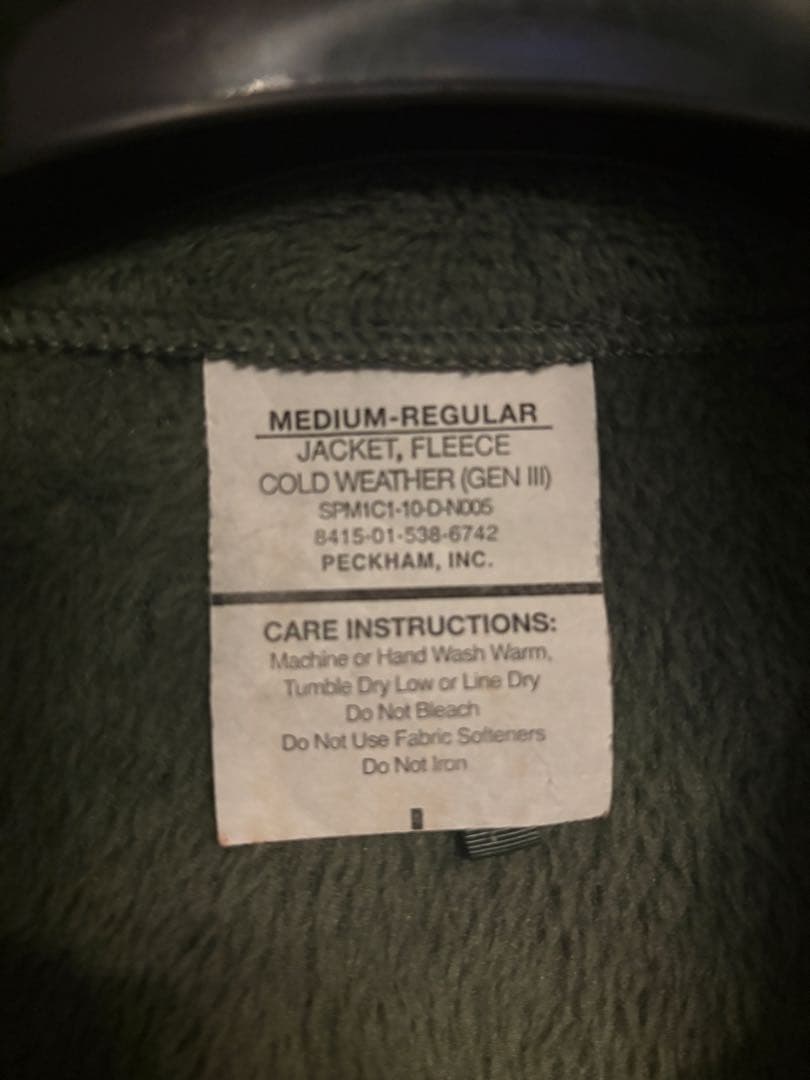 MEDIUM-REGULAR
JACKET, FLEECE
COLD WEATHER (GEN III)
SPM1C1-10-D-N005
8415-01-538-6742
PECKHAM, INC.
CARE INSTRUCTIONS:
Machine or Hand Wash Warm,
Tumble Dry Low or Line Dry
Do Not Bleach
Do Not Use Fabric Softeners
Do Not Iron